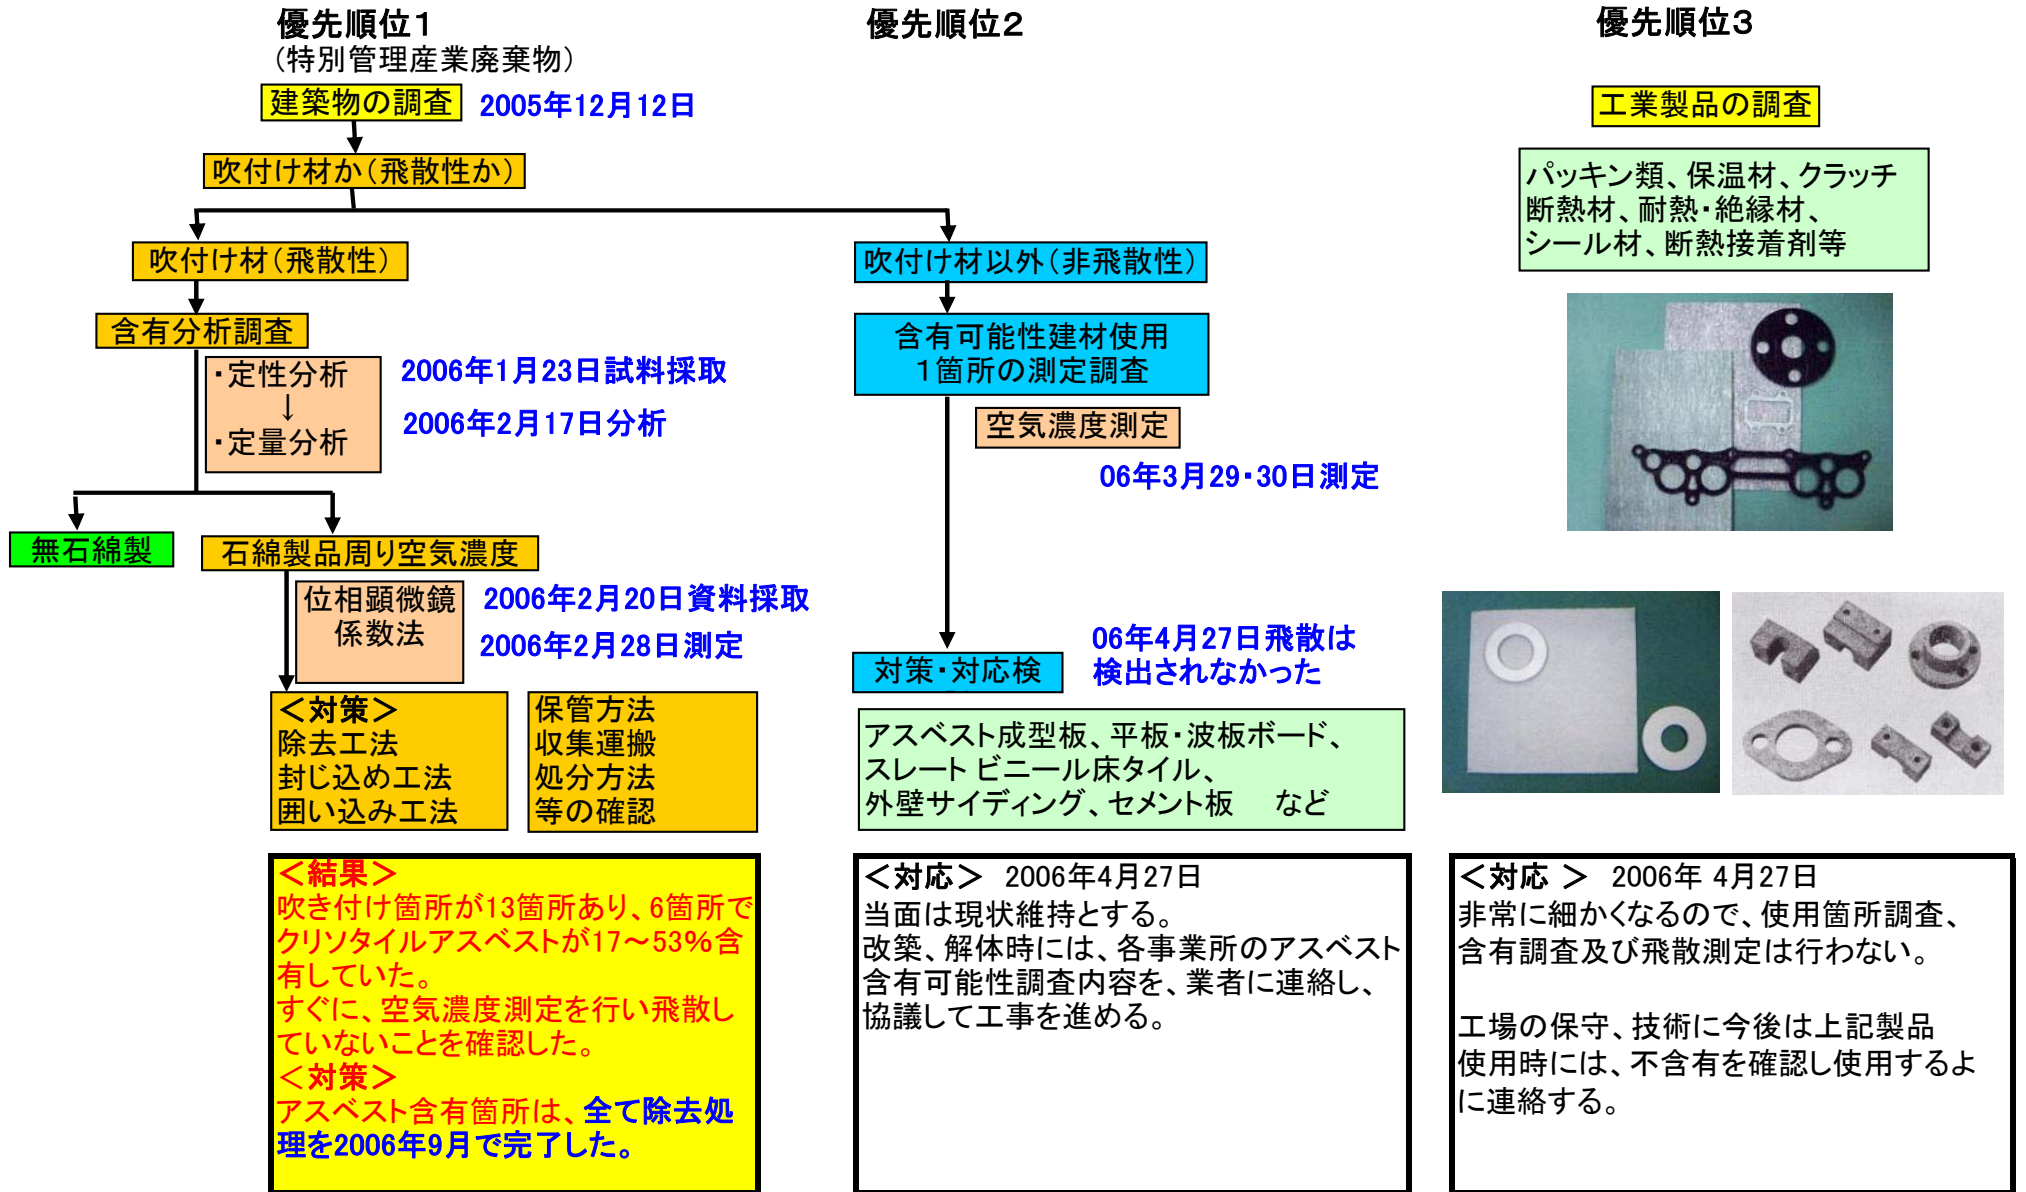 優先順位1
(特別管理産業廃棄物)
建築物の調査
2005年12月12日
吹付け材か(飛散性か)
吹付け材(飛散性)
含有分析調査
・定性分析
↓
・定量分析
2006年1月23日試料採取
2006年2月17日分析
無石綿製
石綿製品周り空気濃度
位相顕微鏡
係数法
2006年2月20日資料採取
2006年2月28日測定
<対策>
除去工法
封じ込め工法
囲い込み工法
保管方法
収集運搬
処分方法
等の確認
<結果>
吹き付け箇所が13箇所あり、6箇所で
クリソタイルアスベストが17~53%含
有していた。
すぐに、空気濃度測定を行い飛散し
ていないことを確認した。
<対策>
アスベスト含有箇所は、全て除去処
理を2006年9月で完了した。
優先順位2
吹付け材以外(非飛散性)
含有可能性建材使用
1箇所の測定調査
空気濃度測定
06年3月29・30日測定
06年4月27日飛散は
検出されなかった
対策・対応検
アスベスト成型板、平板・波板ボード、
スレート ビニール床タイル、
外壁サイディング、セメント板 など
<対応> 2006年4月27日
当面は現状維持とする。
改築、解体時には、各事業所のアスベスト
含有可能性調査内容を、業者に連絡し、
協議して工事を進める。
優先順位3
工業製品の調査
パッキン類、保温材、クラッチ
断熱材、耐熱・絶縁材、
シール材、断熱接着剤等
<対応 > 2006年 4月27日
非常に細かくなるので、使用箇所調査、
含有調査及び飛散測定は行わない。
工場の保守、技術に今後は上記製品
使用時には、不含有を確認し使用するよ
に連絡する。